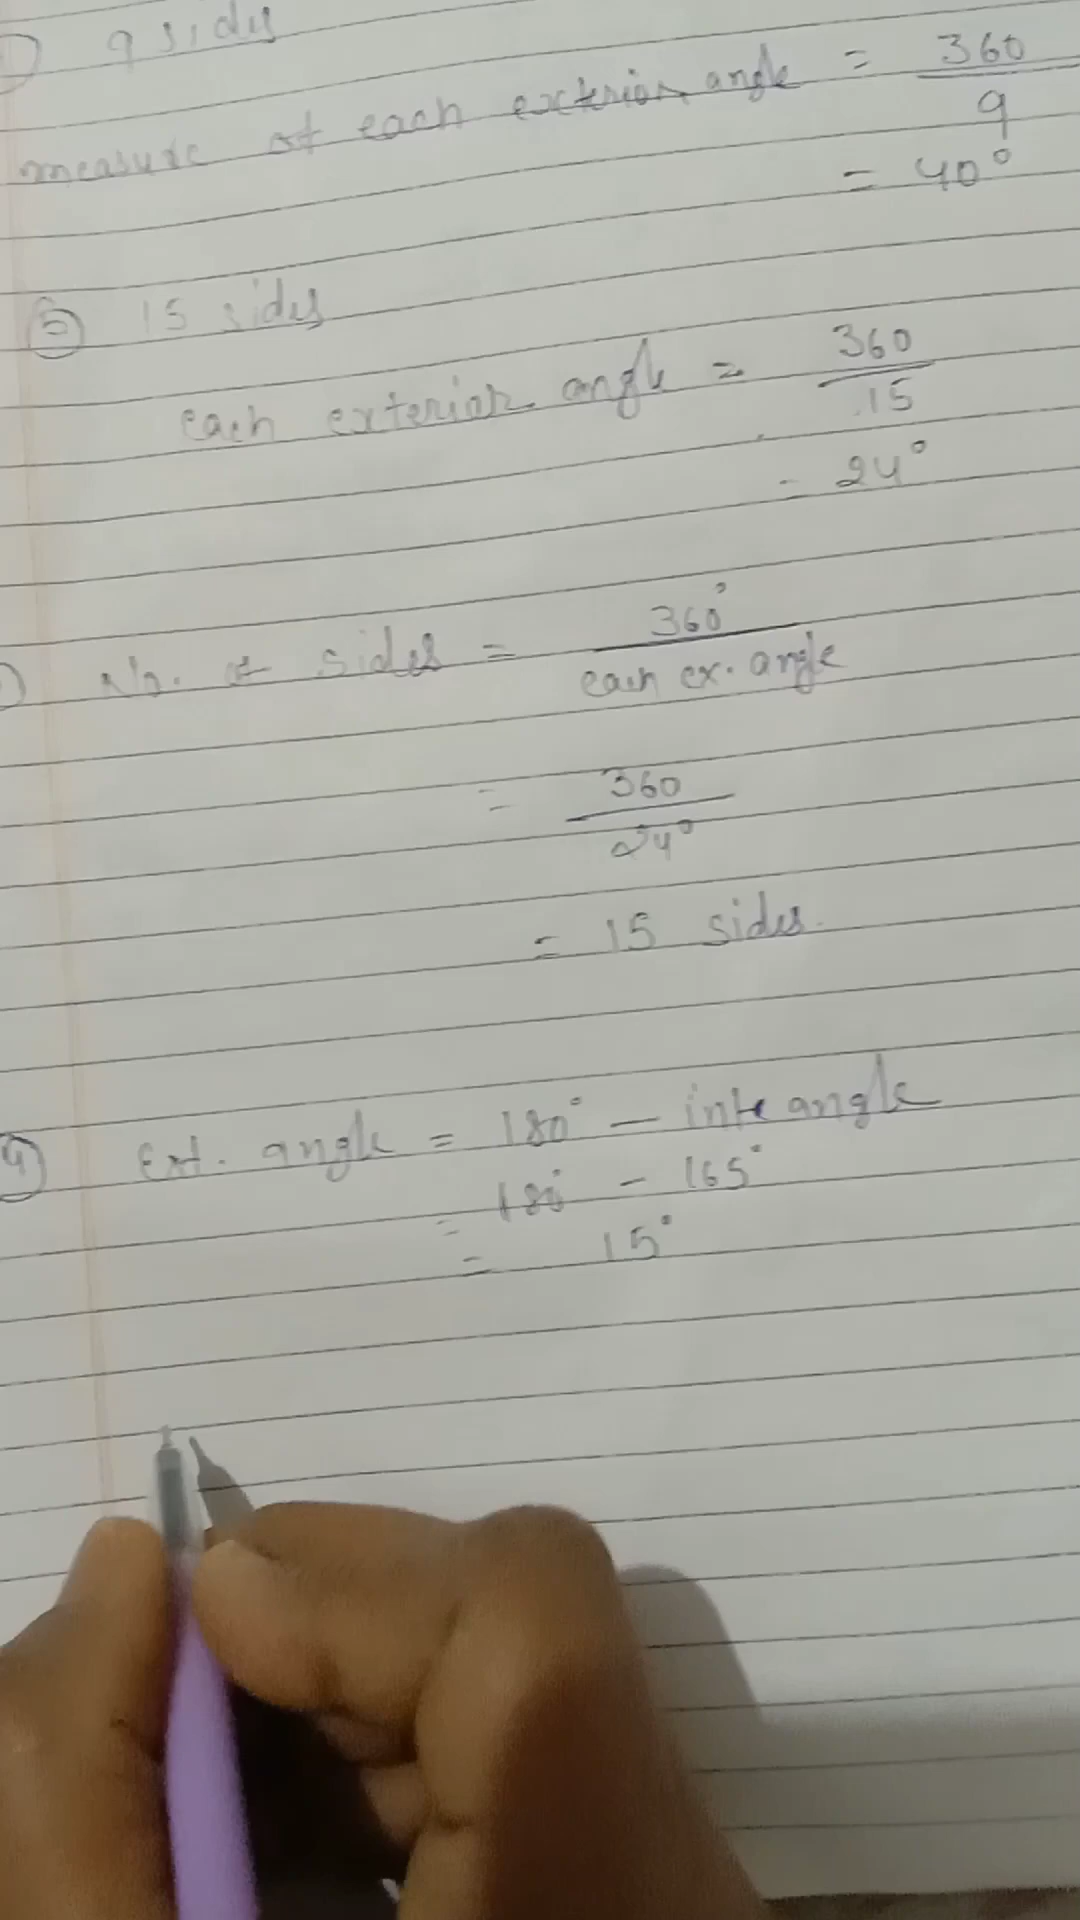 9 sides
measure of each exterior angle = 360
9
= 40°
15 sides
each exterior angle = 360
15
= 24°
No. of sides = 360°
each ex. angle
= 360
24°
= 15 sides.
Ext. angle = 180° - inte angle
= 180° - 165°
= 15°